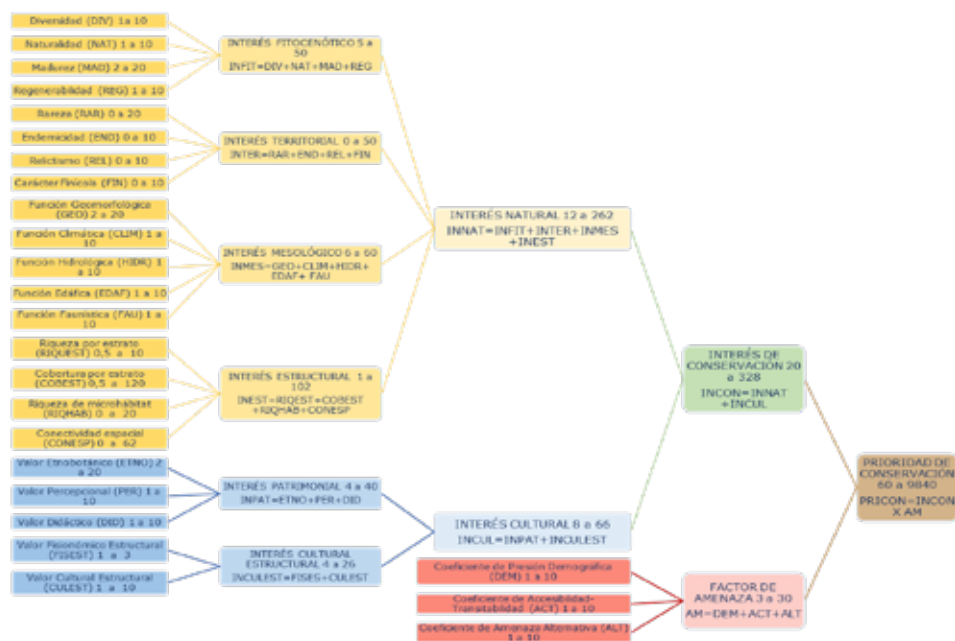 Diversidad (DIV) 1a 10
Naturalidad (NAT) 1 a 10
Madurez (MAD) 2 a 20
Regenerabilidad (REG) 1 a 10
Rareza (RAR) 0 a 20
Endemicidad (END) 0 a 10
Relictismo (REL) 0 a 10
Carácter Finícola (FIN) 0 a 10
Función Geomorfológica
(GEO) 2 a 20
Función Climática (CLIM) 1 a
10
Función Hidrológica (HIDR) 1
a 10
Función Edáfica (EDAF) 1 a 10
Función Faunística (FAU) 1 a
10
Riqueza por estrato
(RIQUEST) 0,5 a 10
Cobertura por estrato
(COBEST) 0,5 a 120
Riqueza de microhábitat
(RIQHAB) 0 a 20
Conectividad espacial
(CONESP) 0 a 62
Valor Etnobotánico (ETNO) 2
a 20
Valor Percepcional (PER) 1 a
10
Valor Didáctico (DID) 1 a 10
Valor Fisionómico Estructural
(FISEST) 1 a 3
Valor Cultural Estructural
(CULEST) 1 a 10
INTERÉS FITOCENÓTICO 5 a
50
INFIT=DIV+NAT+MAD+REG
INTERÉS TERRITORIAL 0 a 50
INTER=RAR+END+REL+FIN
INTERÉS MESOLÓGICO 6 a 60
INMES=GEO+CLIM+HIDR+
EDAF+ FAU
INTERÉS ESTRUCTURAL 1 a
102
INEST=RIQEST+COBEST
+RIQHAB+CONESP
INTERÉS PATRIMONIAL 4 a 40
INPAT=ETNO+PER+DID
INTERÉS CULTURAL
ESTRUCTURAL 4 a 26
INCULEST=FISES+CULEST
INTERÉS NATURAL 12 a 262
INNAT=INFIT+INTER+INMES
+INEST
INTERÉS CULTURAL 8 a 66
INCUL=INPAT+INCULEST
Coeficiente de Presión Demográfica
(DEM) 1 a 10
Coeficiente de Accesibilidad-
Transitabilidad (ACT) 1 a 10
Coeficiente de Amenaza Alternativa (ALT)
1 a 10
INTERÉS DE
CONSERVACIÓN 20
a 328
INCON=INNAT
+INCUL
FACTOR DE
AMENAZA 3 a 30
AM=DEM+ACT+ALT
PRIORIDAD DE
CONSERVACIÓN
60 a 9840
PRICON=INCON
X AM